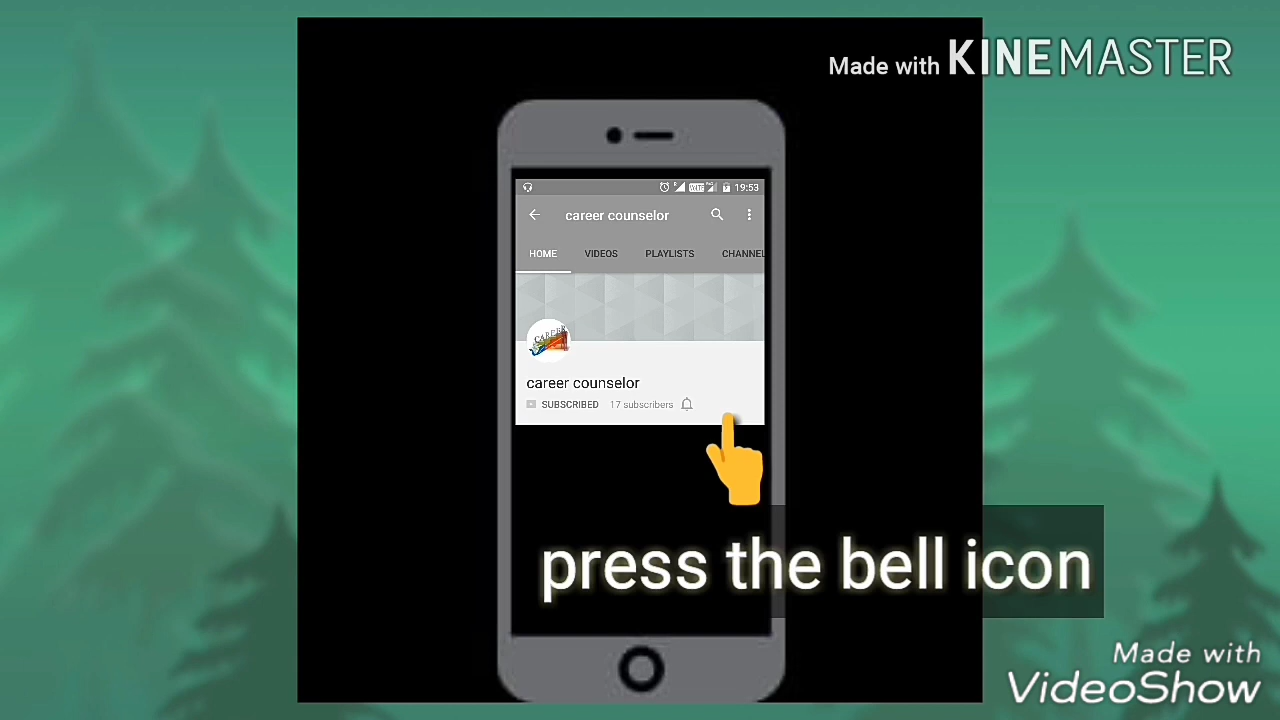 Made with KINEMASTER
19:53
career counselor
HOME VIDEOS PLAYLISTS CHANNEL
CAREER
career counselor
SUBSCRIBED 17 subscribers
press the bell icon
Made with
VideoShow